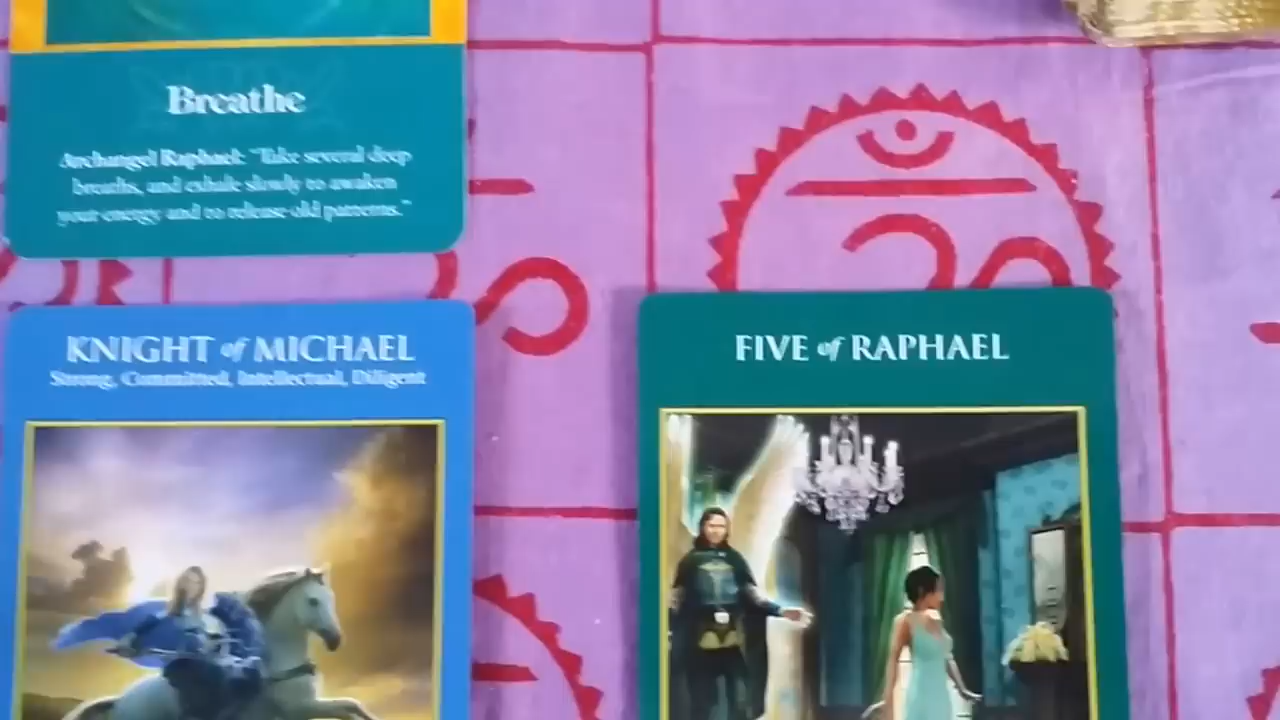 Breathe
Archangel Raphael: "Take several deep
breaths, and exhale slowly to awaken
your energy and to release old patterns."
KNIGHT of MICHAEL
Strong, Committed, Intellectual, Diligent
FIVE of RAPHAEL